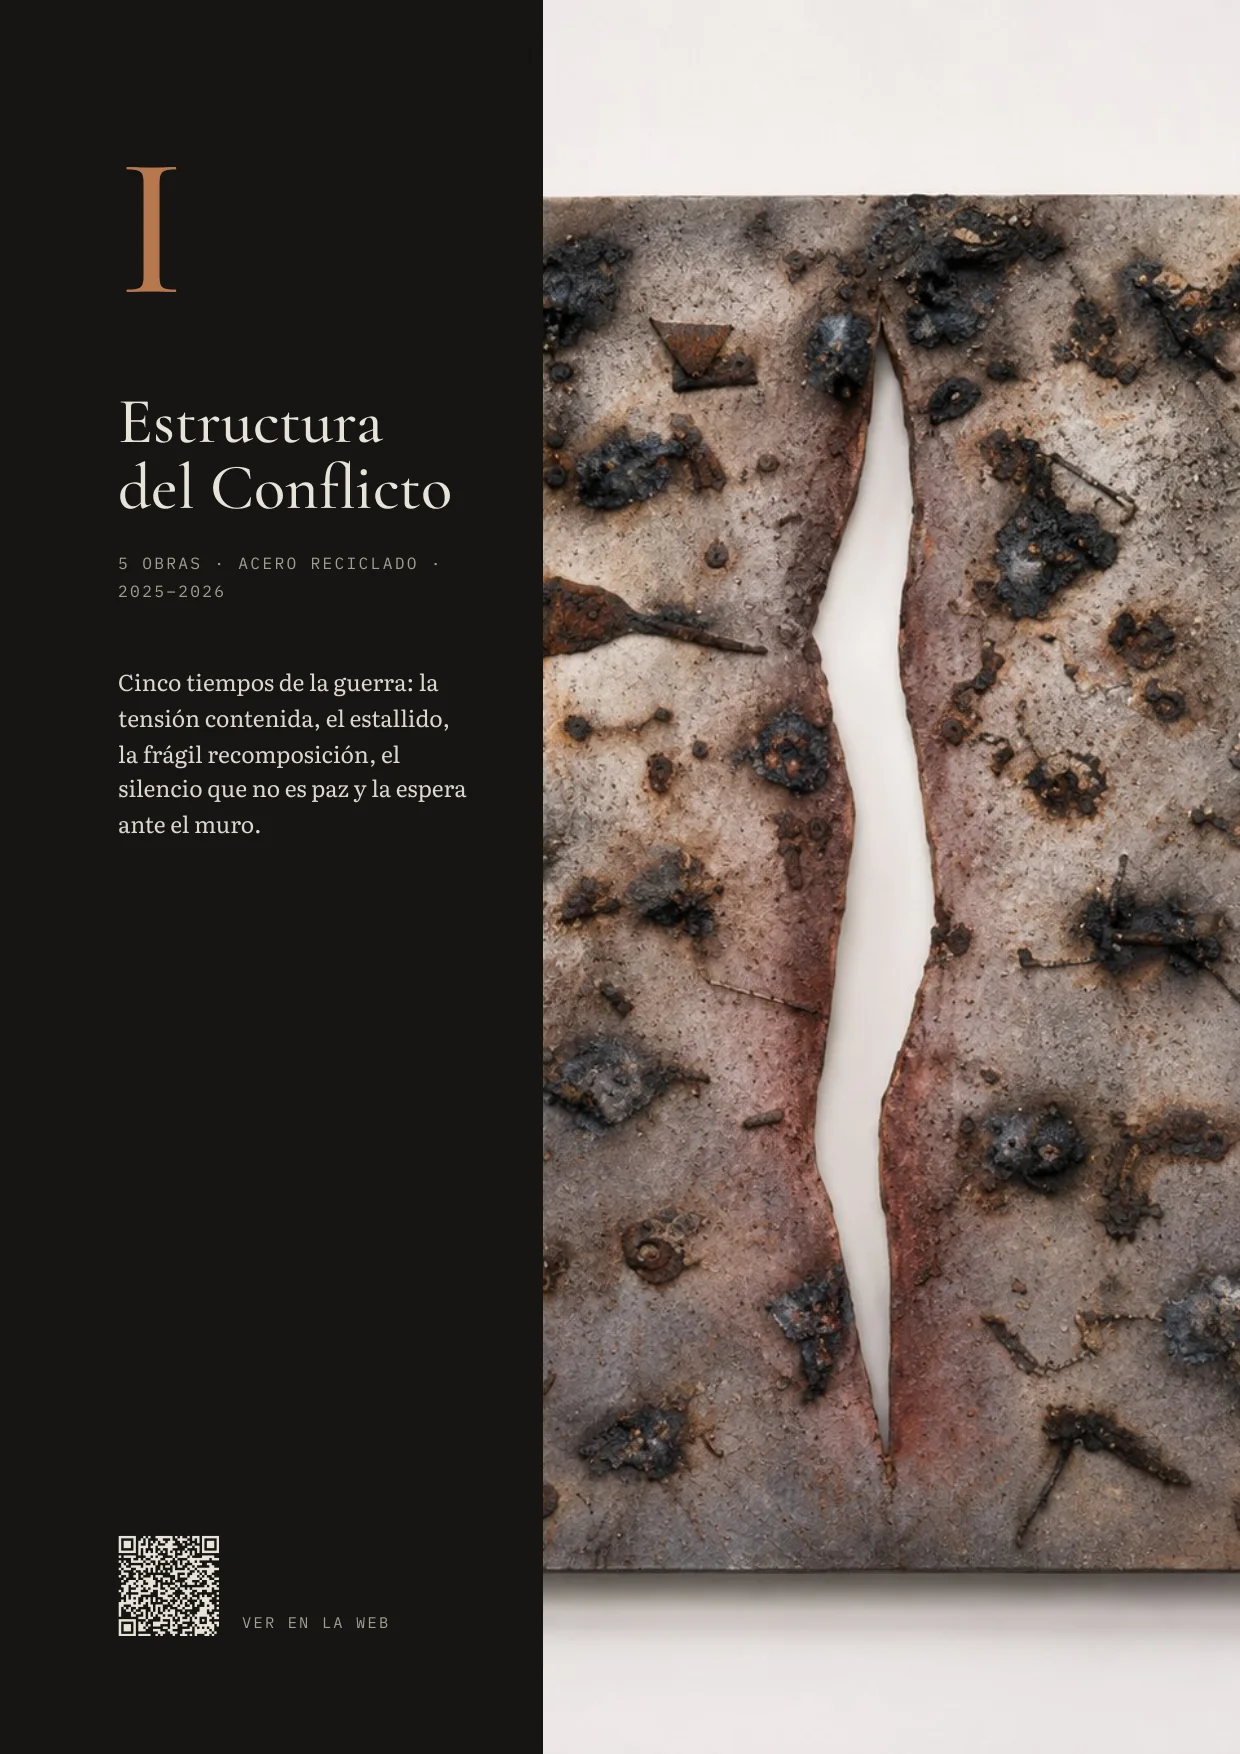 I
Estructura
del Conflicto
5 OBRAS · ACERO RECICLADO ·
2025–2026
Cinco tiempos de la guerra: la
tensión contenida, el estallido,
la frágil recomposición, el
silencio que no es paz y la espera
ante el muro.
VER EN LA WEB